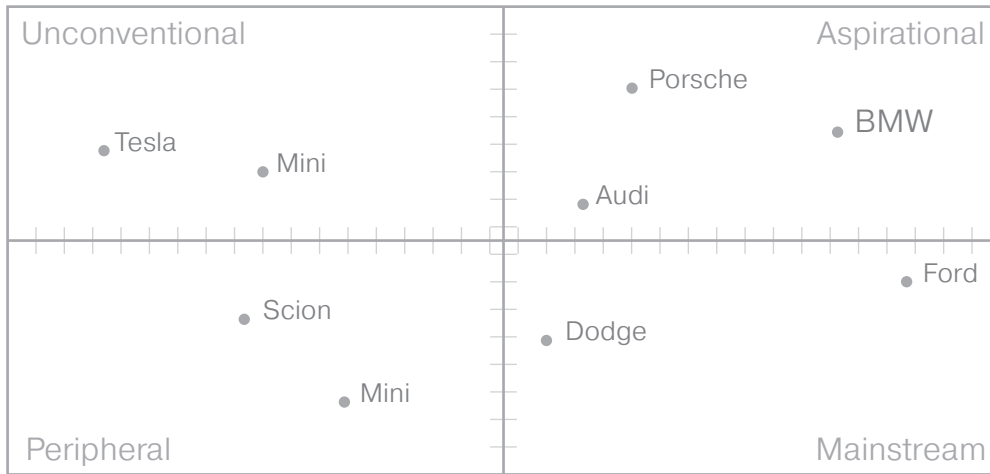 Unconventional
Aspirational
Porsche
BMW
Tesla
Mini
Audi
Ford
Scion
Dodge
Mini
Peripheral
Mainstream